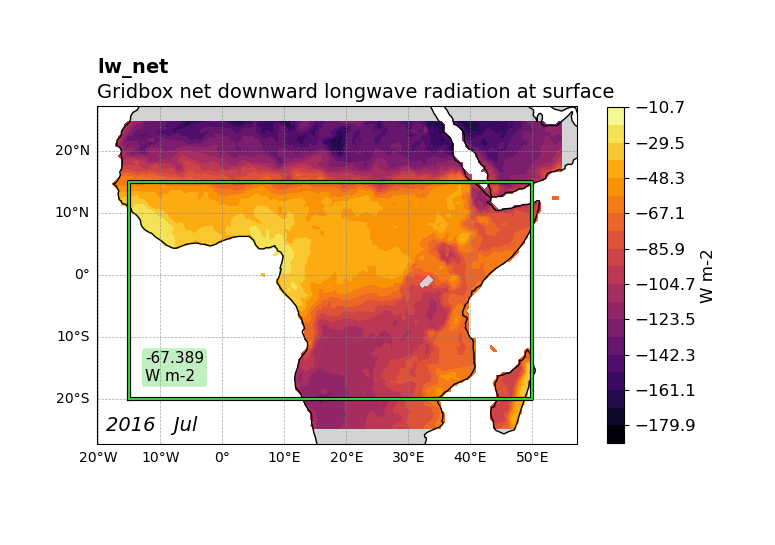 lw_net
Gridbox net downward longwave radiation at surface
20°N
10°N
0°
10°S
20°S
-67.389
W m-2
2016 Jul
20°W 10°W 0° 10°E 20°E 30°E 40°E 50°E
−10.7
−29.5
−48.3
−67.1
−85.9
−104.7
−123.5
−142.3
−161.1
−179.9
W m-2